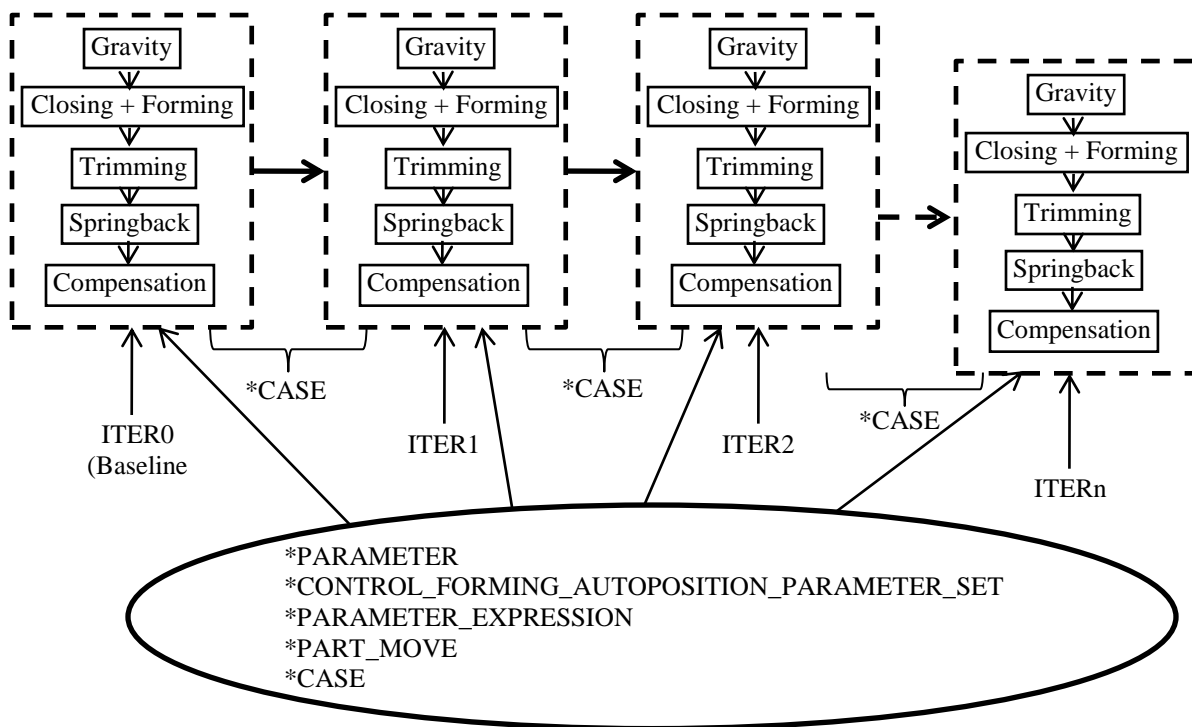 Gravity
Closing + Forming
Trimming
Springback
Compensation
Gravity
Closing + Forming
Trimming
Springback
Compensation
Gravity
Closing + Forming
Trimming
Springback
Compensation
Gravity
Closing + Forming
Trimming
Springback
Compensation
*CASE
*CASE
*CASE
ITER0
(Baseline
ITER1
ITER2
ITERn
*PARAMETER
*CONTROL_FORMING_AUTOPOSITION_PARAMETER_SET
*PARAMETER_EXPRESSION
*PART_MOVE
*CASE